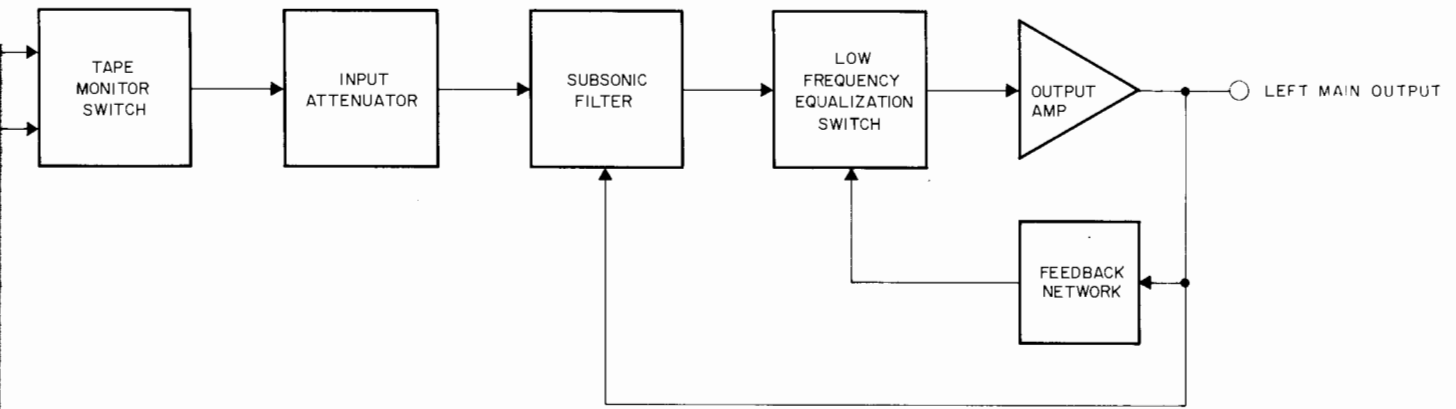 TAPE
MONITOR
SWITCH
INPUT
ATTENUATOR
SUBSONIC
FILTER
LOW
FREQUENCY
EQUALIZATION
SWITCH
OUTPUT
AMP
LEFT MAIN OUTPUT
FEEDBACK
NETWORK